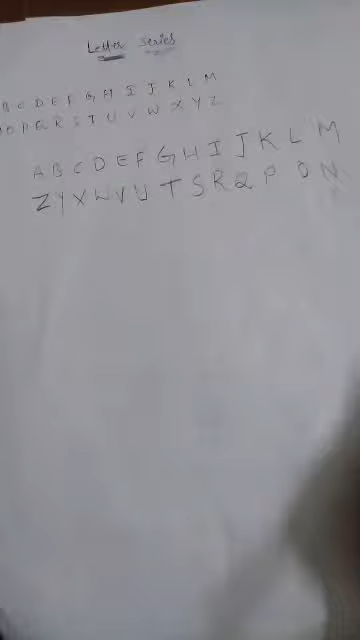 Letter Series
B C D E F G H I J K L M
O P Q R S T U V W X Y Z
A B C D E F G H I J K L M
Z Y X W V U T S R Q P O N